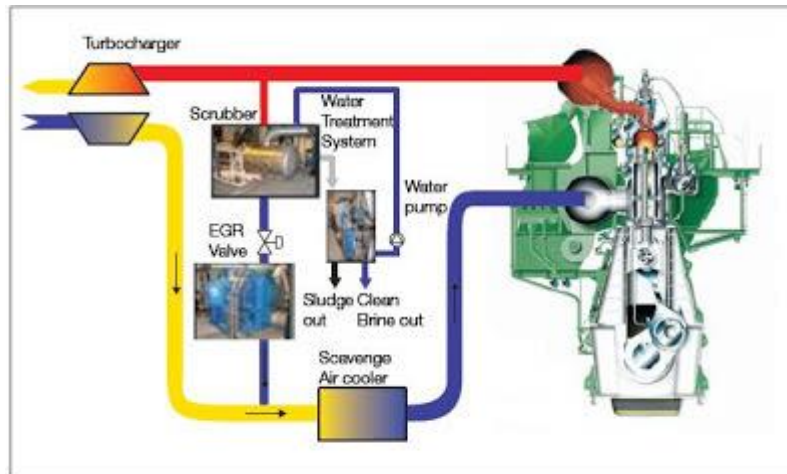 Turbocharger
Scrubber
Water
Treatment
System
Water
pump
EGR
Valve
Sludge
out
Clean
Brine out
Scavenge
Air cooler